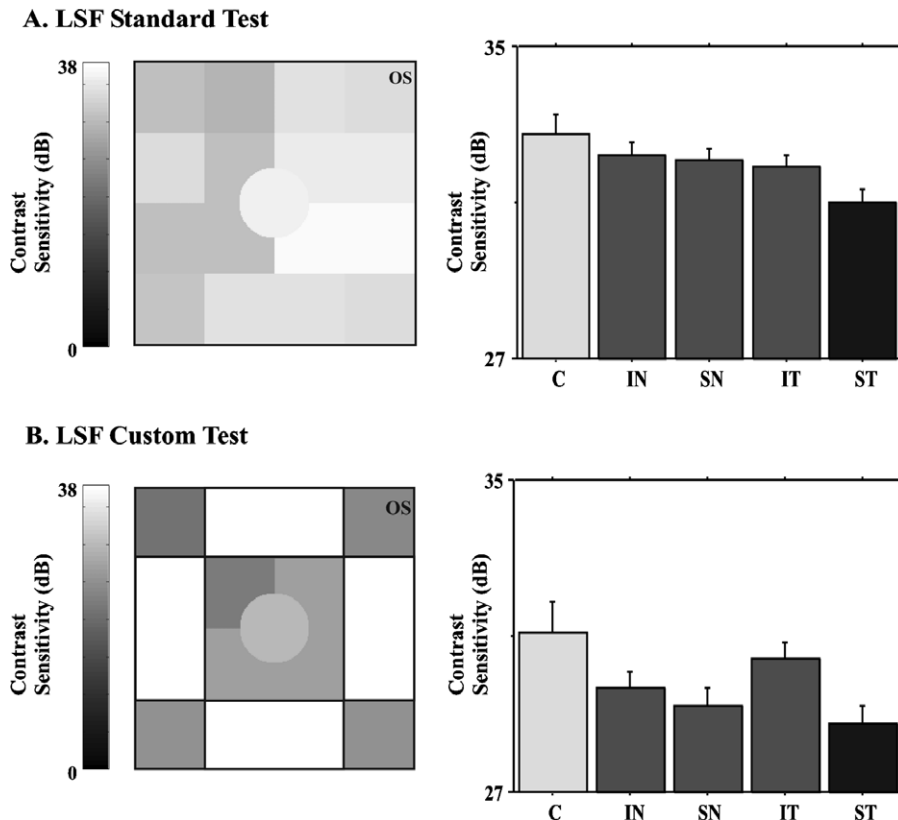 A. LSF Standard Test
38
0
Contrast
Sensitivity (dB)
OS
35
27
Contrast
Sensitivity (dB)
C IN SN IT ST
B. LSF Custom Test
38
0
Contrast
Sensitivity (dB)
OS
35
27
Contrast
Sensitivity (dB)
C IN SN IT ST